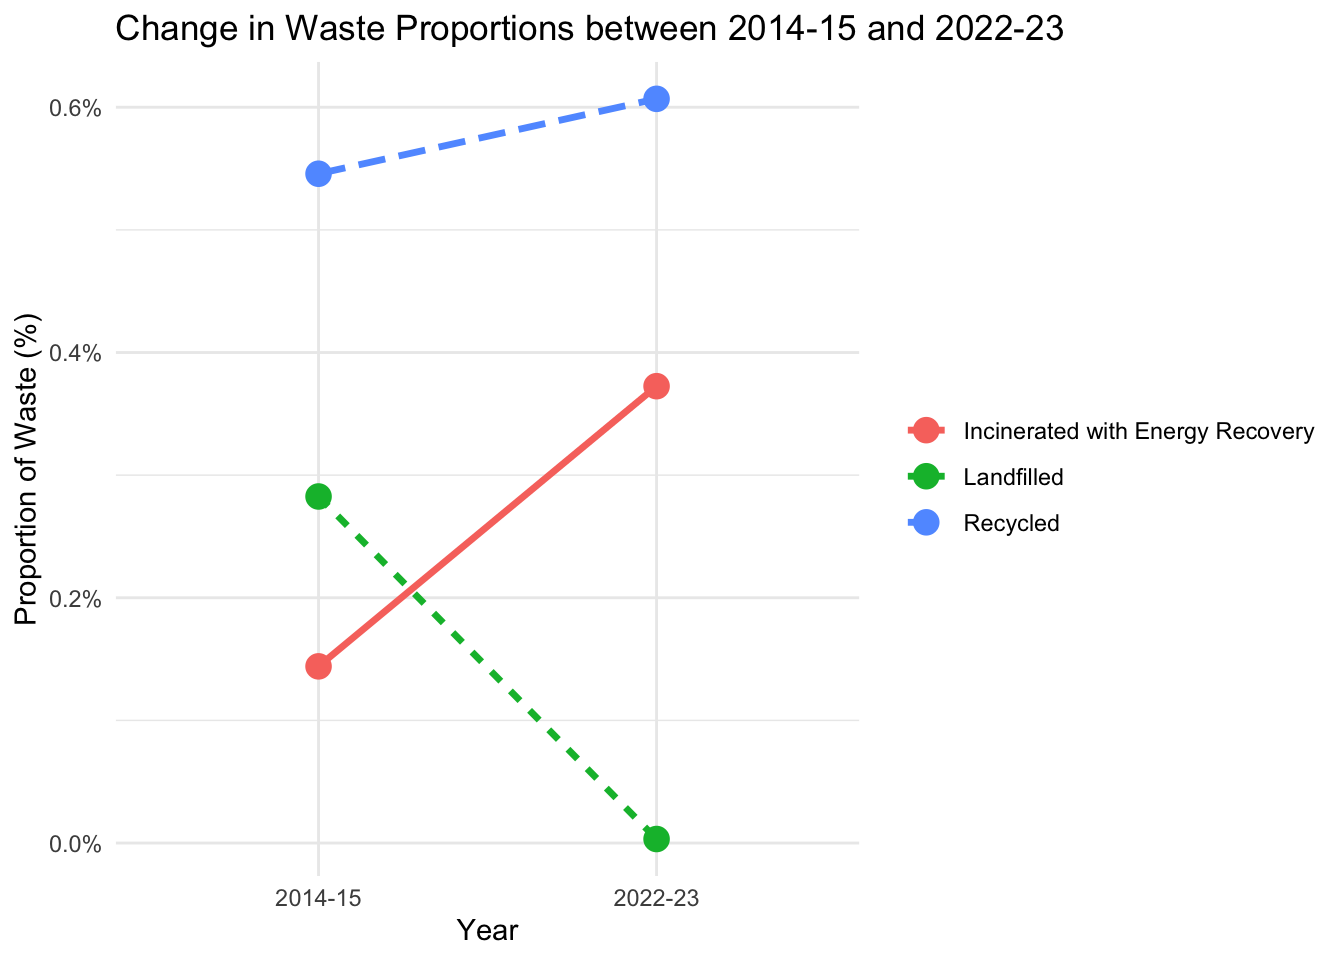 Change in Waste Proportions between 2014-15 and 2022-23
Proportion of Waste (%)
0.6%
0.4%
0.2%
0.0%
2014-15
2022-23
Year
Incinerated with Energy Recovery
Landfilled
Recycled